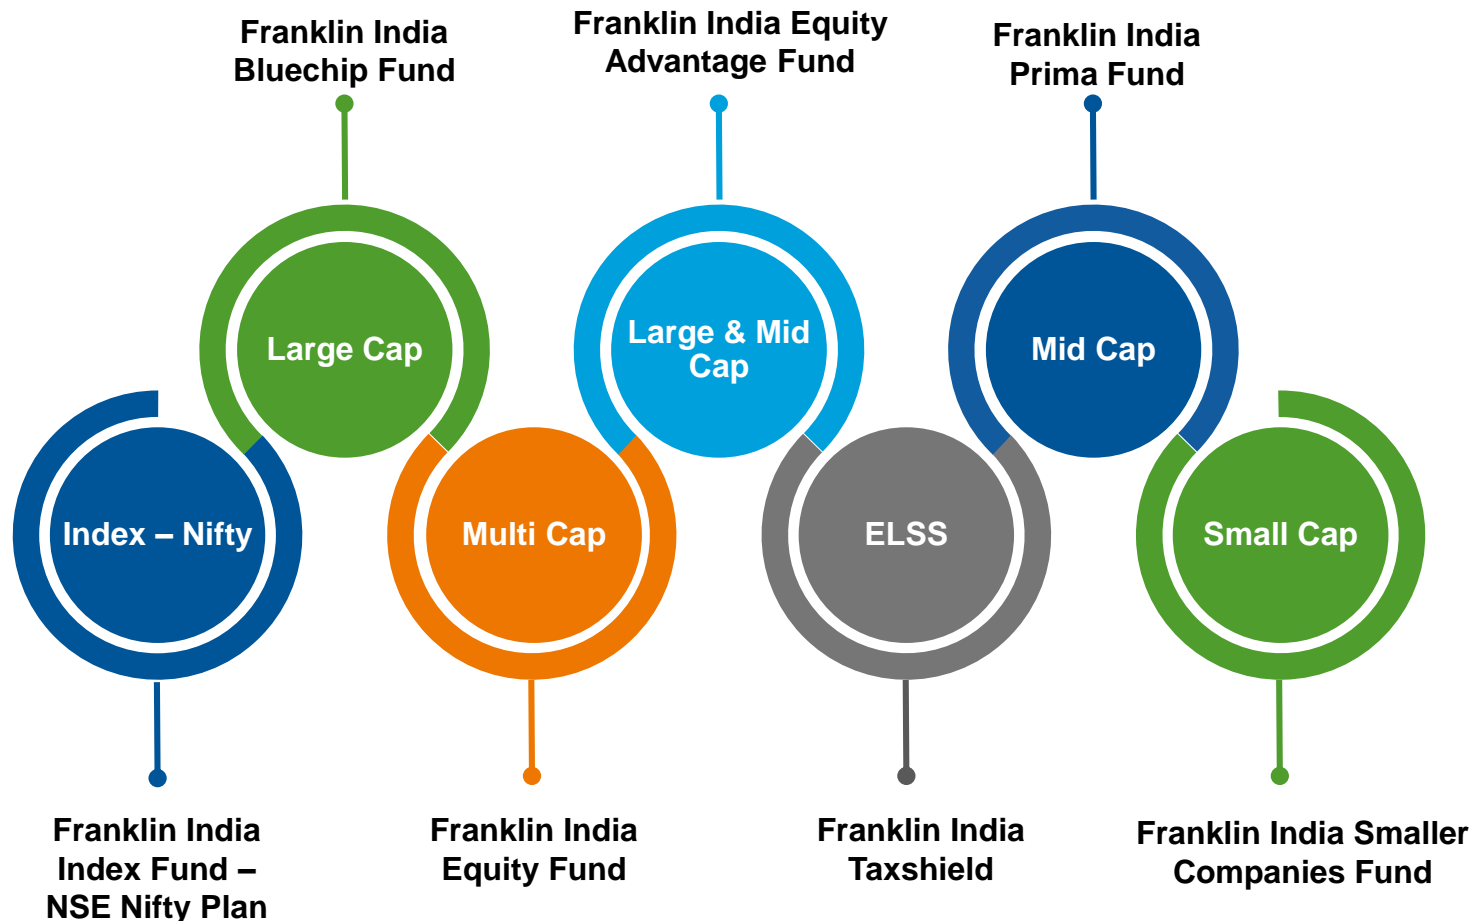 Franklin India
Bluechip Fund
Franklin India Equity
Advantage Fund
Franklin India
Prima Fund
Large Cap
Large & Mid
Cap
Mid Cap
Index – Nifty
Multi Cap
ELSS
Small Cap
Franklin India
Index Fund –
NSE Nifty Plan
Franklin India
Equity Fund
Franklin India
Taxshield
Franklin India Smaller
Companies Fund